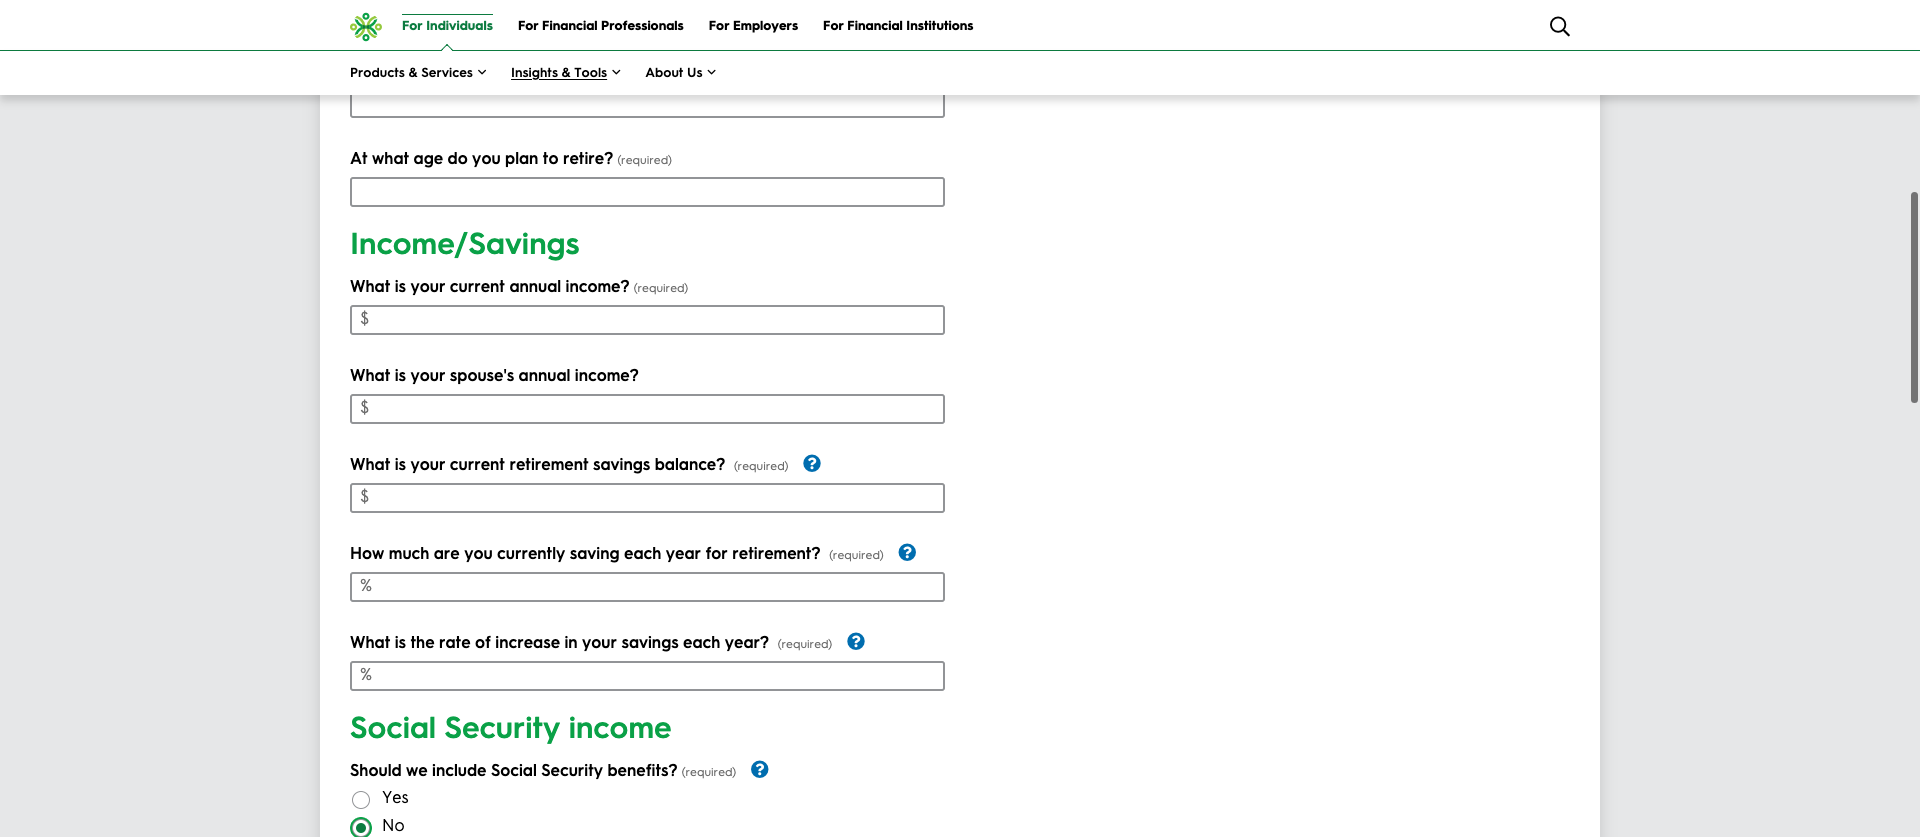 For Individuals For Financial Professionals For Employers For Financial Institutions
Products & Services Insights & Tools About Us
At what age do you plan to retire? (required)
Income/Savings
What is your current annual income? (required)
$
What is your spouse's annual income?
$
What is your current retirement savings balance? (required) ?
$
How much are you currently saving each year for retirement? (required) ?
%
What is the rate of increase in your savings each year? (required) ?
%
Social Security income
Should we include Social Security benefits? (required) ?
Yes
No